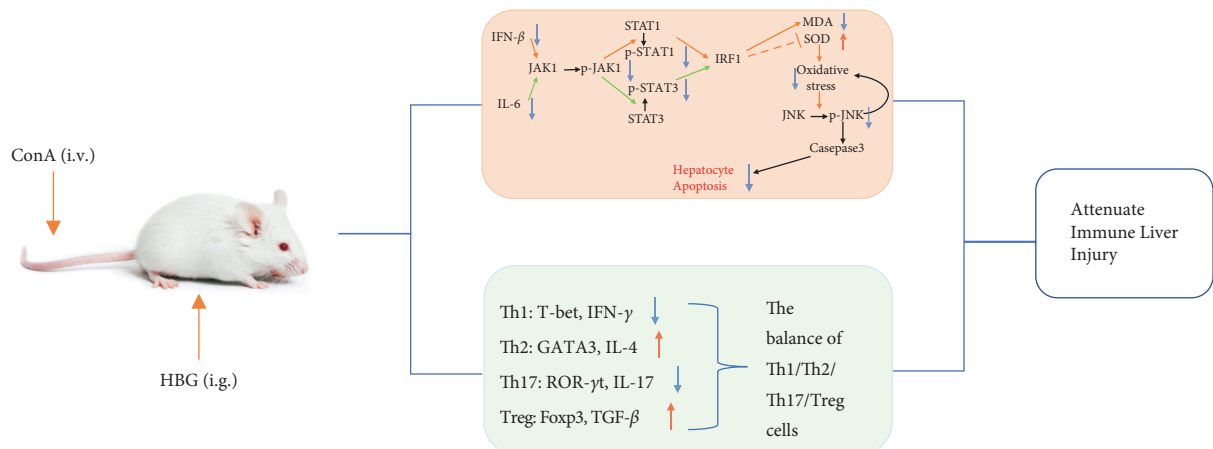 ConA (i.v.)
HBG (i.g.)
IFN-β
IL-6
JAK1
p-JAK1
STAT1
p-STAT1
p-STAT3
STAT3
IRF1
MDA
SOD
Oxidative
stress
JNK
p-JNK
Casepase3
Hepatocyte
Apoptosis
Th1: T-bet, IFN-γ
Th2: GATA3, IL-4
Th17: ROR-γt, IL-17
Treg: Foxp3, TGF-β
The
balance of
Th1/Th2/
Th17/Treg
cells
Attenuate
Immune Liver
Injury